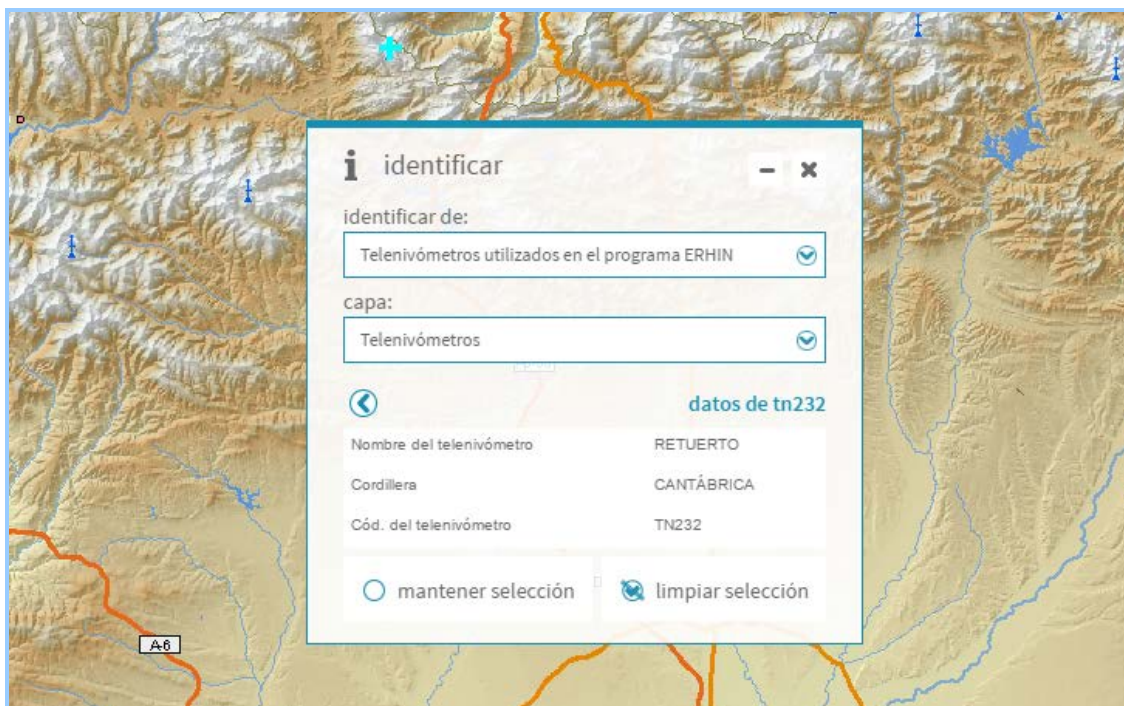 D
identificar
identificar de:
Telenivómetros utilizados en el programa ERHIN
capa:
Telenivómetros
datos de tn232
Nombre del telenivómetro RETUERTO
Cordillera CANTÁBRICA
Cód. del telenivómetro TN232
mantener selección limpiar selección
A-6